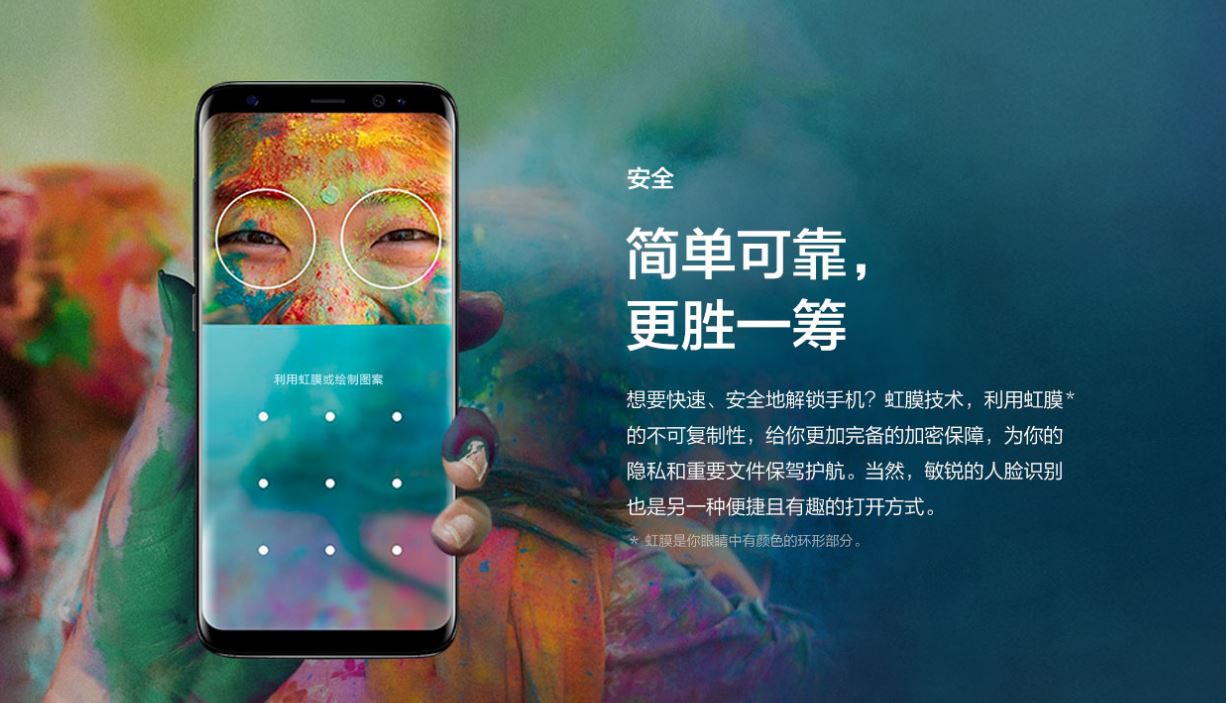 安全
简单可靠，
更胜一筹
利用虹膜或绘制图案
想要快速、安全地解锁手机？虹膜技术，利用虹膜*
的不可复制性，给你更加完备的加密保障，为你的
隐私和重要文件保驾护航。当然，敏锐的人脸识别
也是另一种便捷且有趣的打开方式。
* 虹膜是你眼睛中有颜色的环形部分。